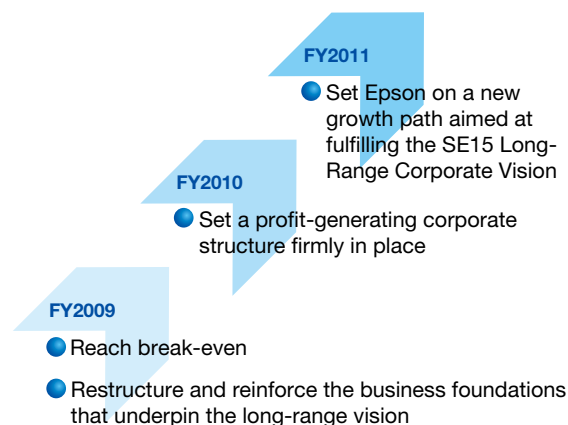 FY2011
Set Epson on a new
growth path aimed at
fulfilling the SE15 Long-
Range Corporate Vision
FY2010
Set a profit-generating corporate
structure firmly in place
FY2009
Reach break-even
Restructure and reinforce the business foundations
that underpin the long-range vision